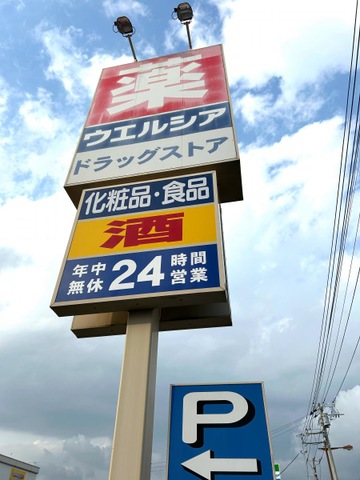 薬
ウエルシア
ドラッグストア
化粧品・食品
酒
年中
無休
24
時間
営業
P